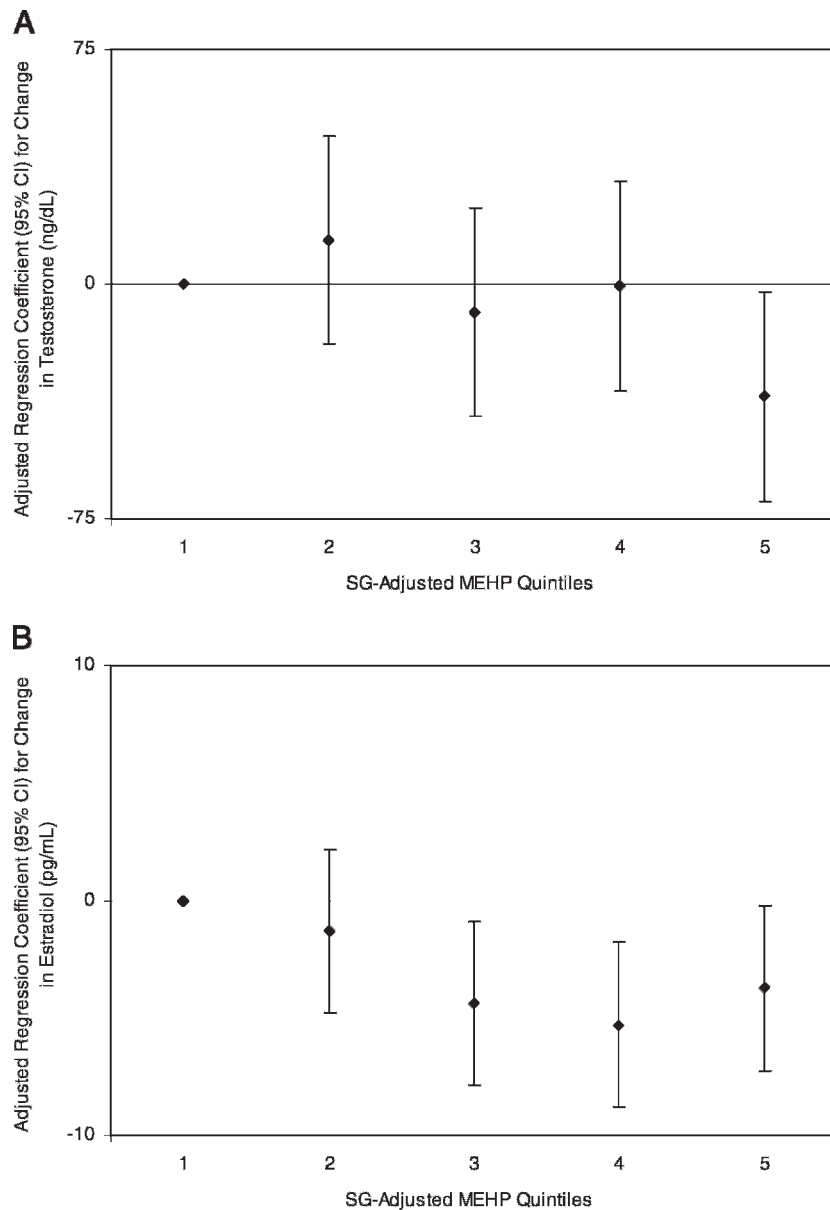 A
Adjusted Regression Coefficient (95% CI) for Change
in Testosterone (ng/dL)
75
0
-75
1 2 3 4 5
SG-Adjusted MEHP Quintiles
B
Adjusted Regression Coefficient (95% CI) for Change
in Estradiol (pg/mL)
10
0
-10
1 2 3 4 5
SG-Adjusted MEHP Quintiles